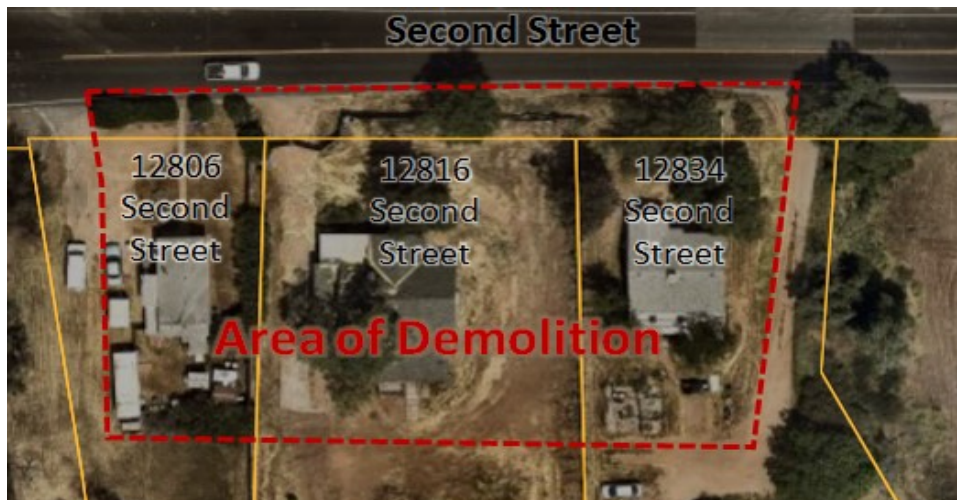 Second Street
12806
Second
Street
12816
Second
Street
12834
Second
Street
Area of Demolition